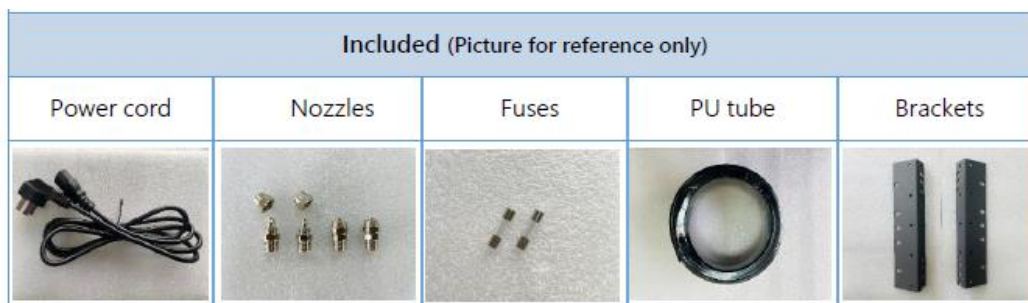 Included (Picture for reference only)
Power cord
Nozzles
Fuses
PU tube
Brackets